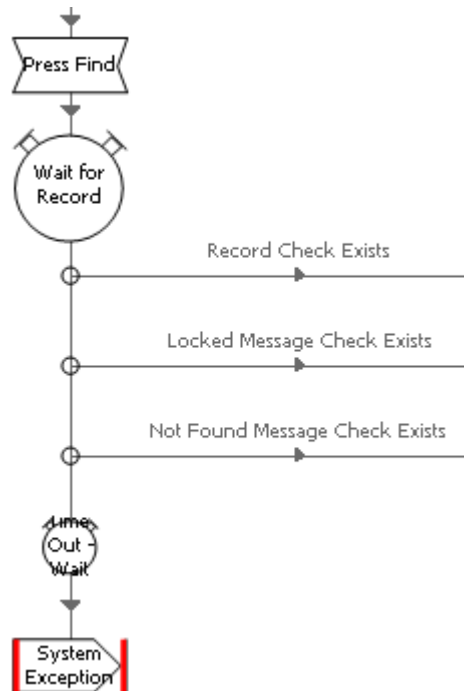 Press Find
Wait for
Record
Record Check Exists
Locked Message Check Exists
Not Found Message Check Exists
Time
Out -
Wait
System
Exception